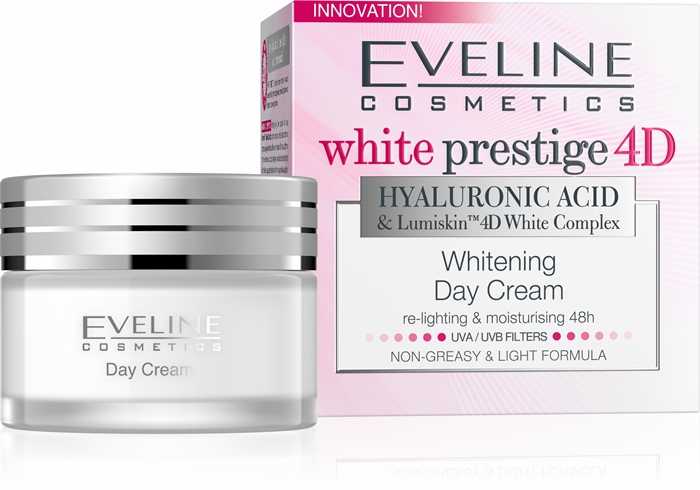 INNOVATION!
EVELINE
COSMETICS
white prestige 4D
HYALURONIC ACID
& Lumiskin™ 4D White Complex
Whitening
Day Cream
re-lighting & moisturising 48h
UVA / UVB FILTERS
NON-GREASY & LIGHT FORMULA
EVELINE
COSMETICS
Day Cream